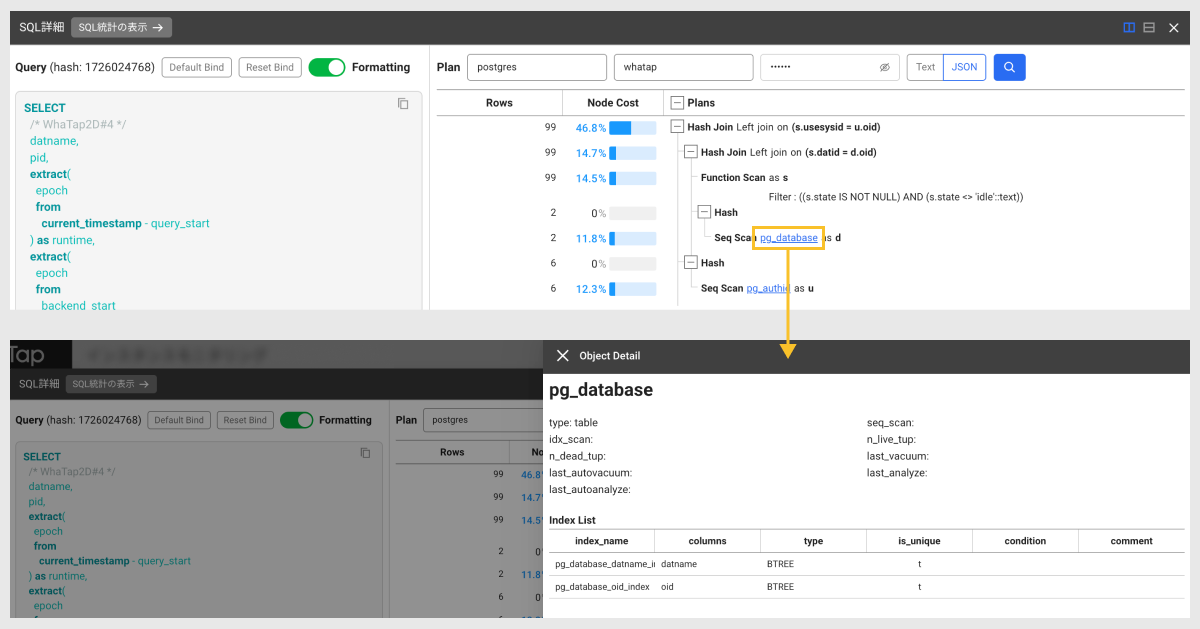 SQL詳細 SQL統計の表示 →
Query (hash: 1726024768) Default Bind Reset Bind Formatting
SELECT
/* WhaTap2D#4 */
datname,
pid,
extract(
epoch
from
current_timestamp - query_start
) as runtime,
extract(
epoch
from
backend_start
Plan postgres whatap •••••• Text JSON
Rows Node Cost Plans
99 46.8% Hash Join Left join on (s.usesysid = u.oid)
99 14.7% Hash Join Left join on (s.datid = d.oid)
99 14.5% Function Scan as s
Filter : ((s.state IS NOT NULL) AND (s.state <> 'idle'::text))
2 0% Hash
2 11.8% Seq Scan pg_database as d
6 0% Hash
6 12.3% Seq Scan pg_authid as u
Tap
SQL詳細 SQL統計の表示 →
Query (hash: 1726024768) Default Bind Reset Bind Formatting
SELECT
/* WhaTap2D#4 */
datname,
pid,
extract(
epoch
from
current_timestamp - query_start
) as runtime,
extract(
epoch
Plan postgres
Rows No
99 46.8
99 14.7
99 14.5
2 0
2 11.8
6 0
Object Detail
pg_database
type: table seq_scan:
idx_scan: n_live_tup:
n_dead_tup: last_vacuum:
last_autovacuum: last_analyze:
last_autoanalyze:
Index List
index_name columns type is_unique condition comment
pg_database_datname_i datname BTREE t
pg_database_oid_index oid BTREE t